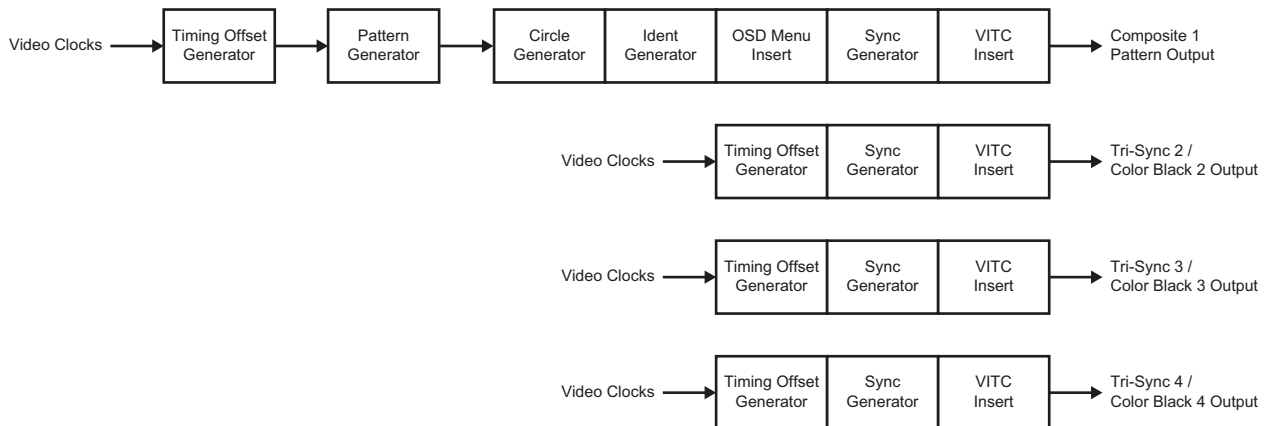 Video Clocks
Timing Offset
Generator
Pattern
Generator
Circle
Generator
Ident
Generator
OSD Menu
Insert
Sync
Generator
VITC
Insert
Composite 1
Pattern Output
Video Clocks
Timing Offset
Generator
Sync
Generator
VITC
Insert
Tri-Sync 2 /
Color Black 2 Output
Video Clocks
Timing Offset
Generator
Sync
Generator
VITC
Insert
Tri-Sync 3 /
Color Black 3 Output
Video Clocks
Timing Offset
Generator
Sync
Generator
VITC
Insert
Tri-Sync 4 /
Color Black 4 Output